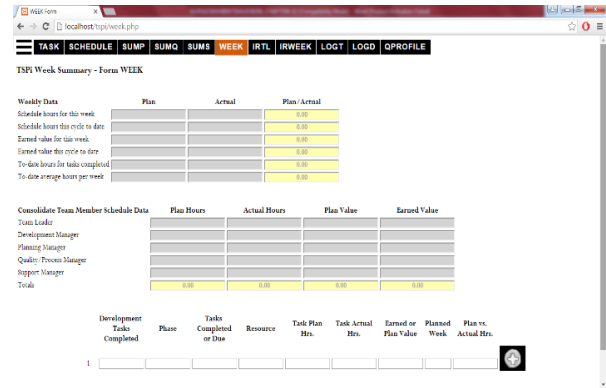 WEEK Form
localhost/tspi/week.php
TASK SCHEDULE SUMP SUMQ SUMS WEEK IRTL IRWEEK LOGT LOGD QPROFILE
TSPi Week Summary - Form WEEK
Weekly Data Plan Actual Plan/Actual
Schedule hours for this week 0.00
Schedule hours this cycle to date 0.00
Earned value for this week 0.00
Earned value this cycle to date 0.00
To-date hours for tasks completed 0.00
To-date average hours per week 0.00
Consolidate Team Member Schedule Data Plan Hours Actual Hours Plan Value Earned Value
Team Leader
Development Manager
Planning Manager
Quality/Process Manager
Support Manager
Totals 0.00 0.00 0.00 0.00
Development Tasks Completed Phase Tasks Completed or Due Resource Task Plan Hrs. Task Actual Hrs. Earned or Plan Value Planned Week Plan vs. Actual Hrs.
1